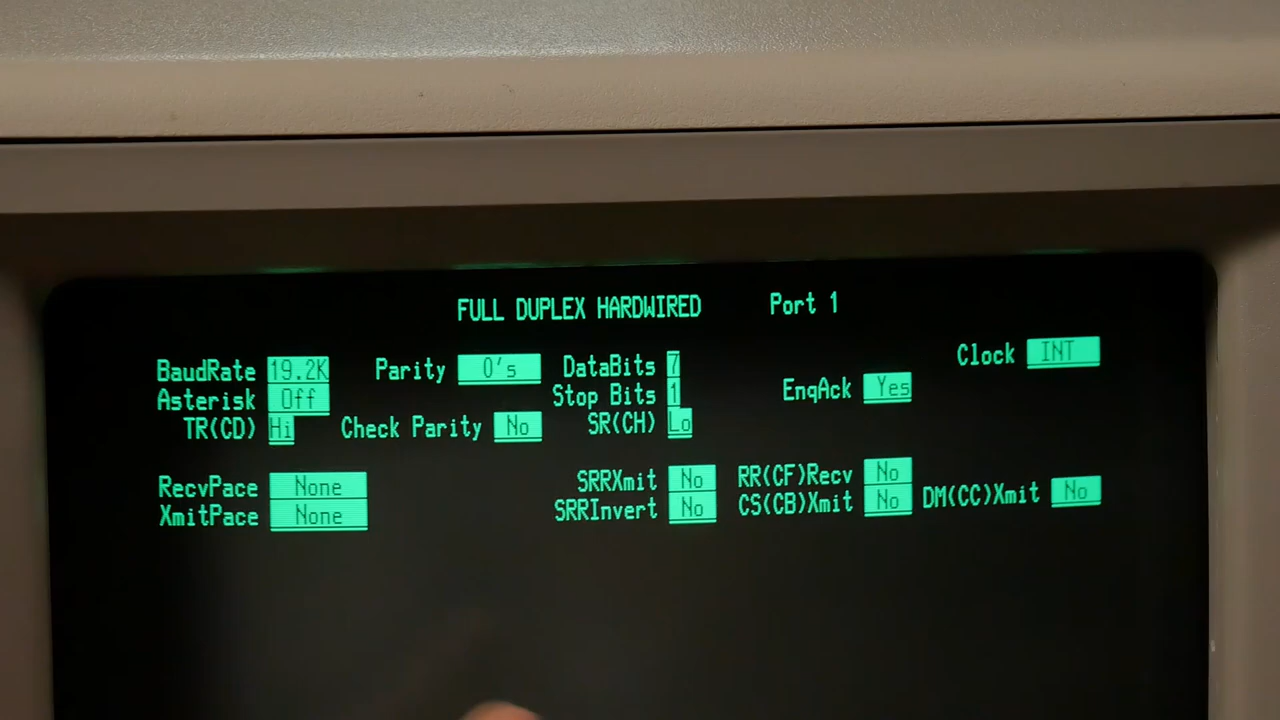 FULL DUPLEX HARDWIRED Port 1
BaudRate 19.2K Parity 0's DataBits 7 Clock INT
Asterisk Off Stop Bits 1 EnqAck Yes
TR(CD) Hi Check Parity No SR(CH) Lo
RecvPace None SRRXmit No RR(CF)Recv No
XmitPace None SRRInvert No CS(CB)Xmit No DM(CC)Xmit No